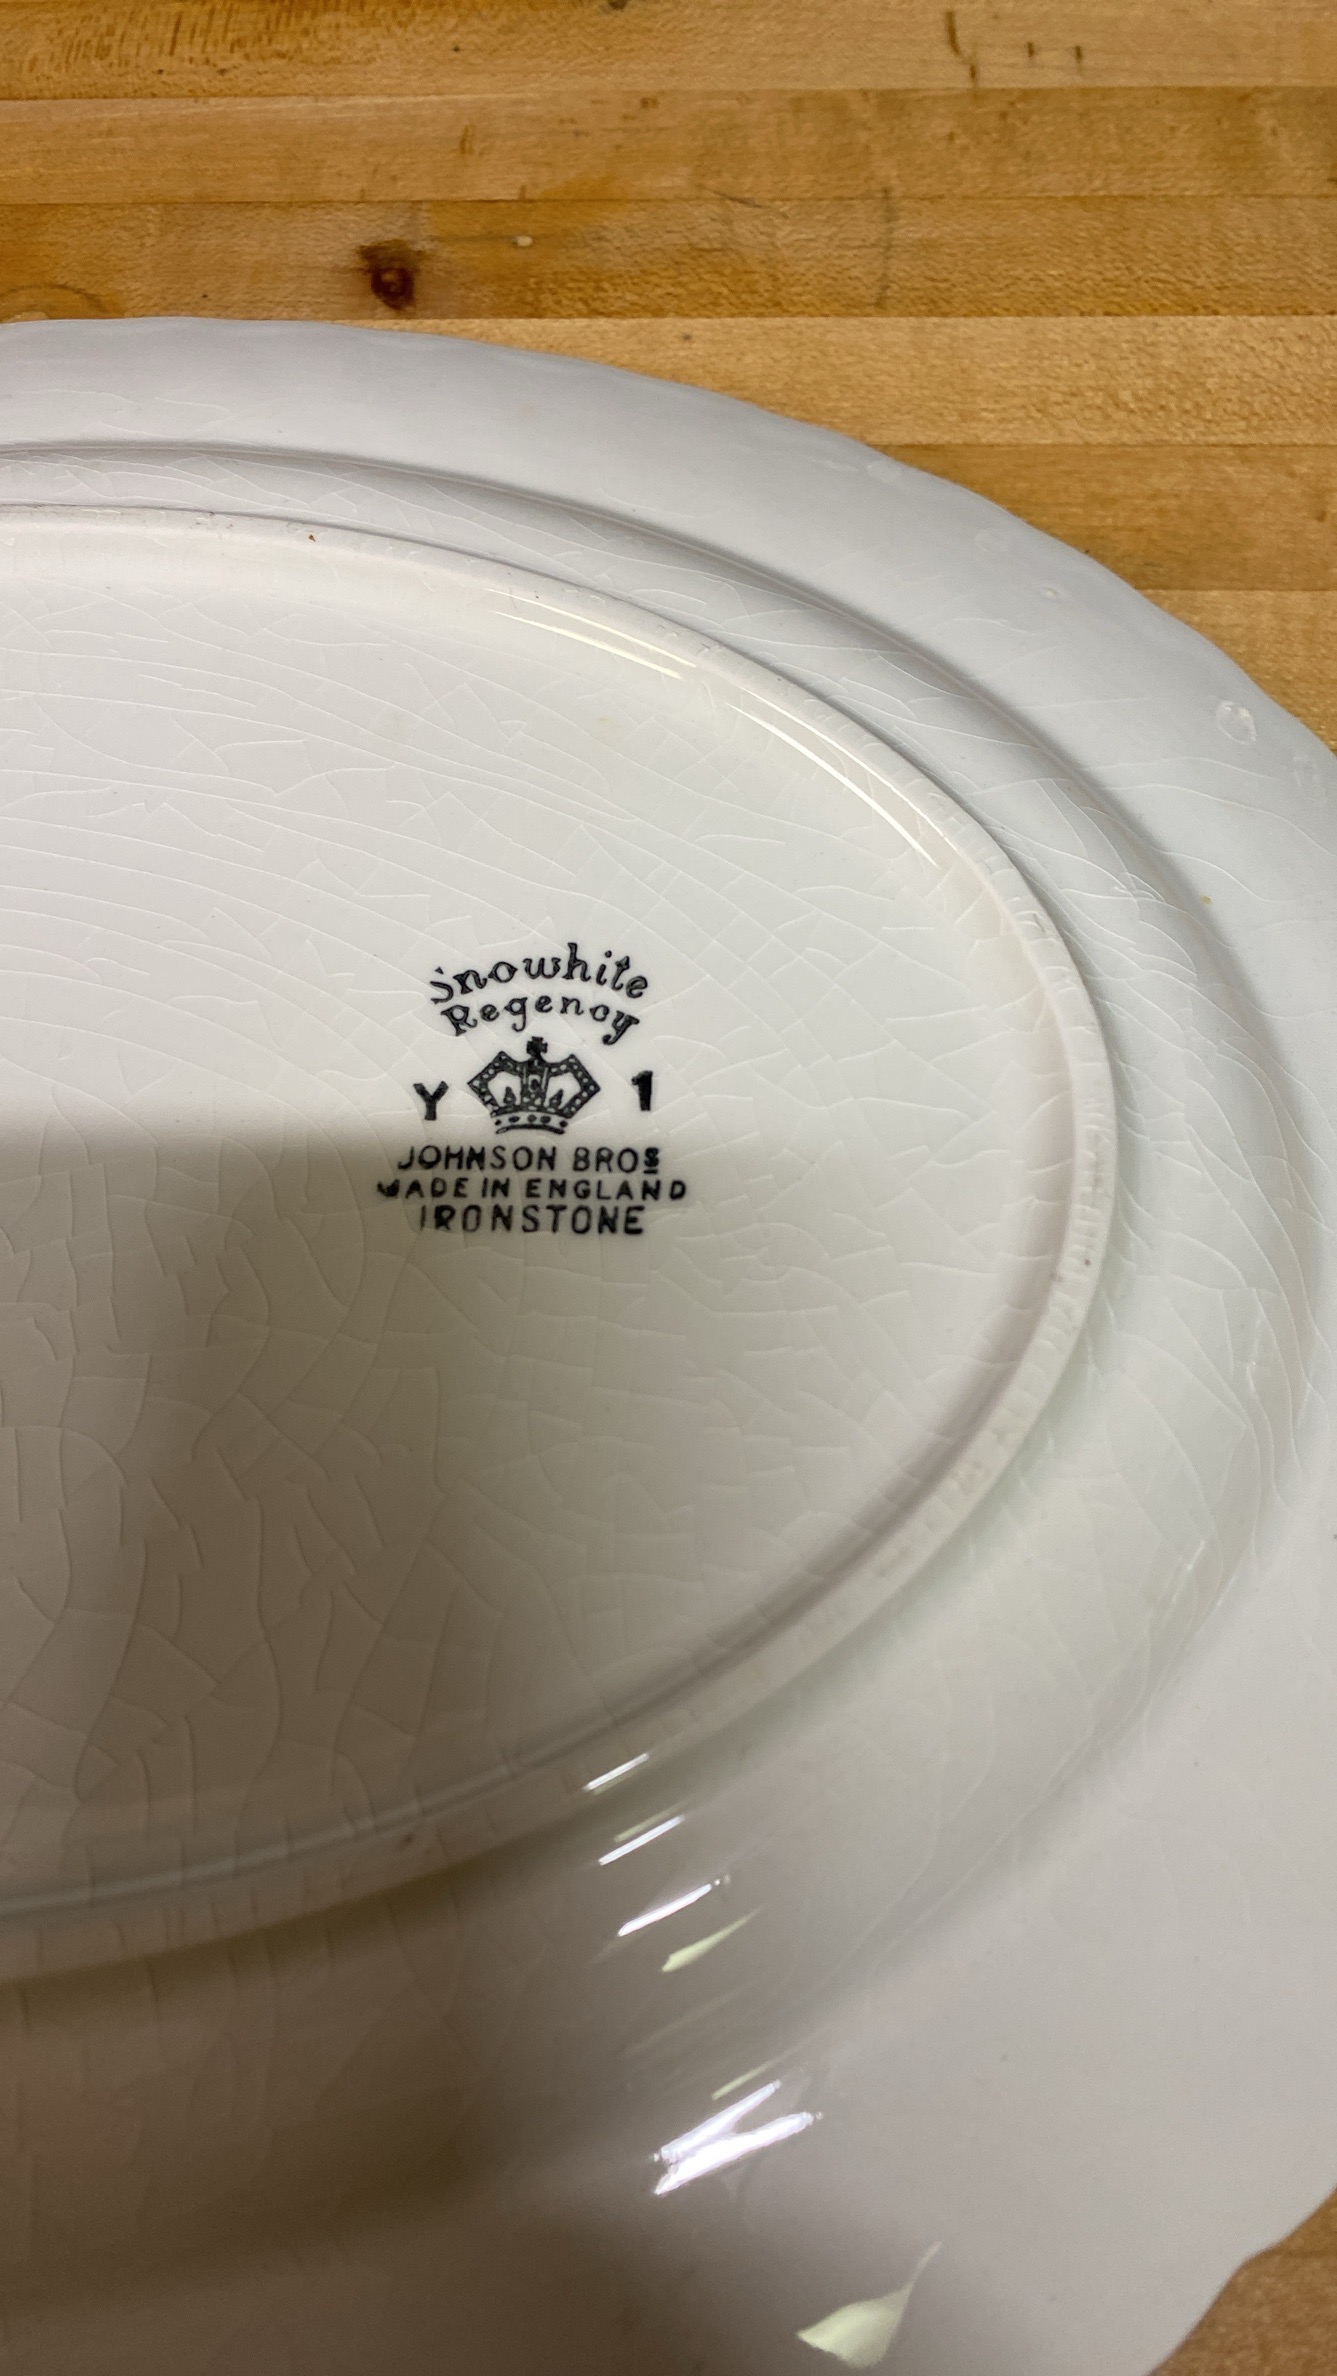 Snowhite
Regency
Y 1
JOHNSON BROS
MADE IN ENGLAND
IRONSTONE